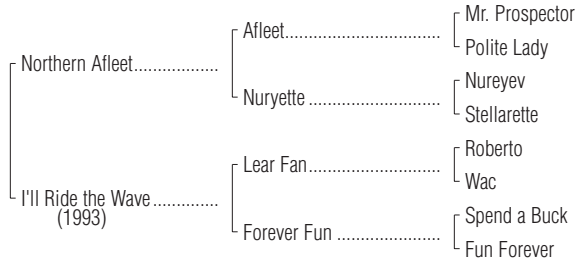 Mr. Prospector
Afleet
Polite Lady
Northern Afleet
Nureyev
Nuryette
Stellarette
Roberto
Lear Fan
Wac
I'll Ride the Wave
(1993)
Spend a Buck
Forever Fun
Fun Forever